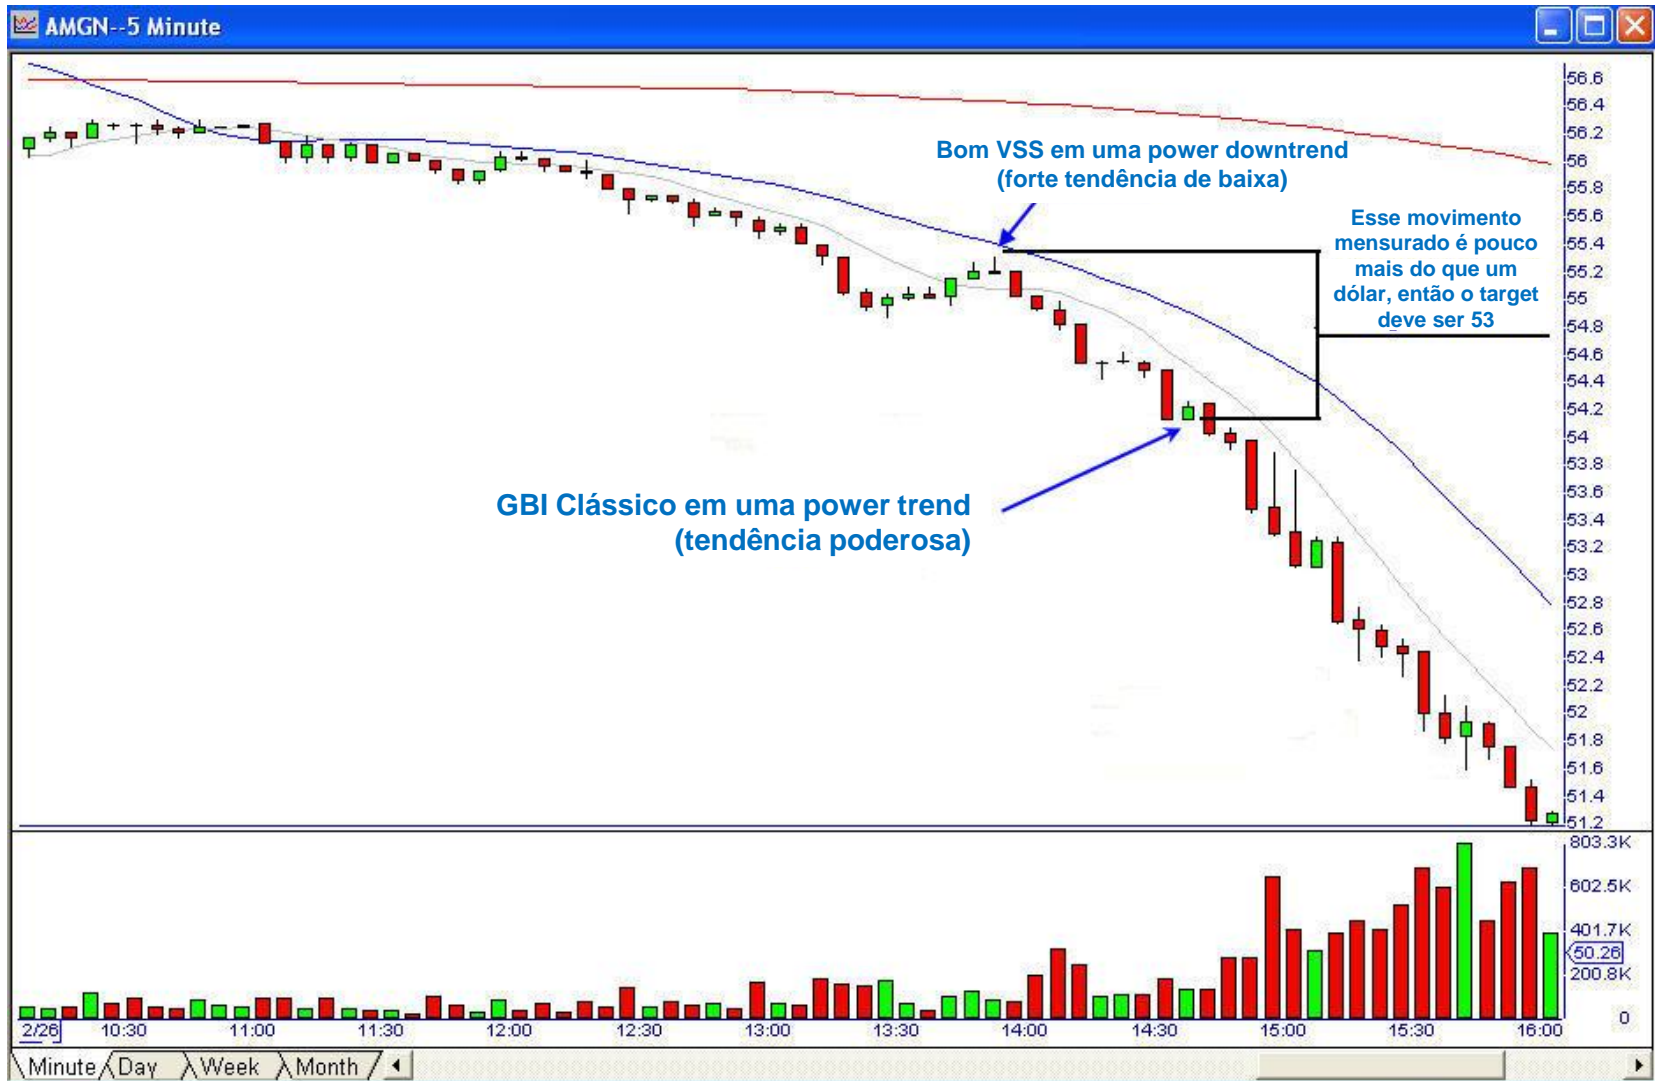 AMGN--5 Minute
56.6
56.4
56.2
56
55.8
55.6
55.4
55.2
55
54.8
54.6
54.4
54.2
54
53.8
53.6
53.4
53.2
53
52.8
52.6
52.4
52.2
52
51.8
51.6
51.4
51.2
Bom VSS em uma power downtrend
(forte tendência de baixa)
Esse movimento
mensurado é pouco
mais do que um
dólar, então o target
deve ser 53
GBI Clássico em uma power trend
(tendência poderosa)
803.3K
602.5K
401.7K
50.26
200.8K
0
2/26 10:30 11:00 11:30 12:00 12:30 13:00 13:30 14:00 14:30 15:00 15:30 16:00
Minute Day Week Month